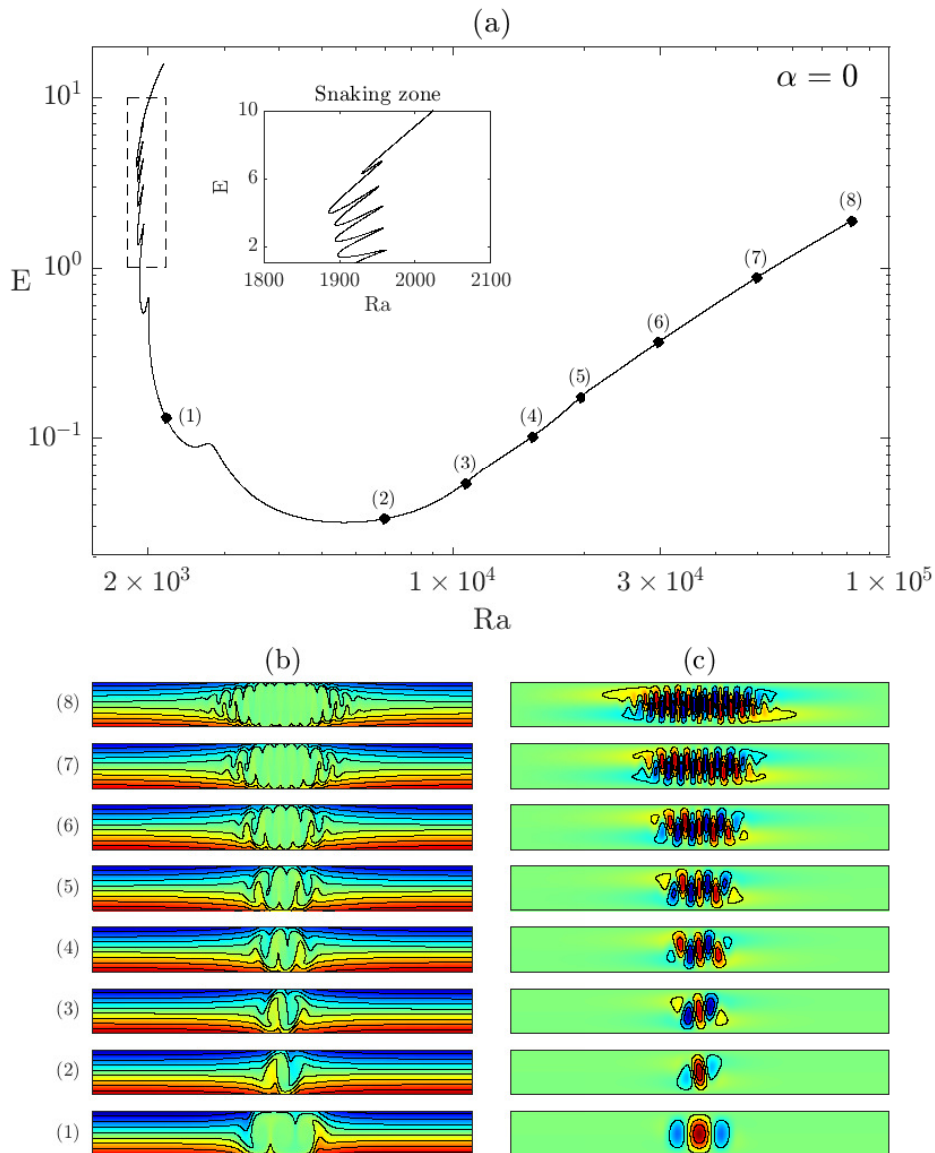 (a)
α = 0
Snaking zone
10
6
2
E
1800 1900 2000 2100
Ra
10^1
10^0
10^{-1}
E
(1)
(2)
(3)
(4)
(5)
(6)
(7)
(8)
2 × 10^3 1 × 10^4 3 × 10^4 1 × 10^5
Ra
(b) (c)
(8)
(7)
(6)
(5)
(4)
(3)
(2)
(1)